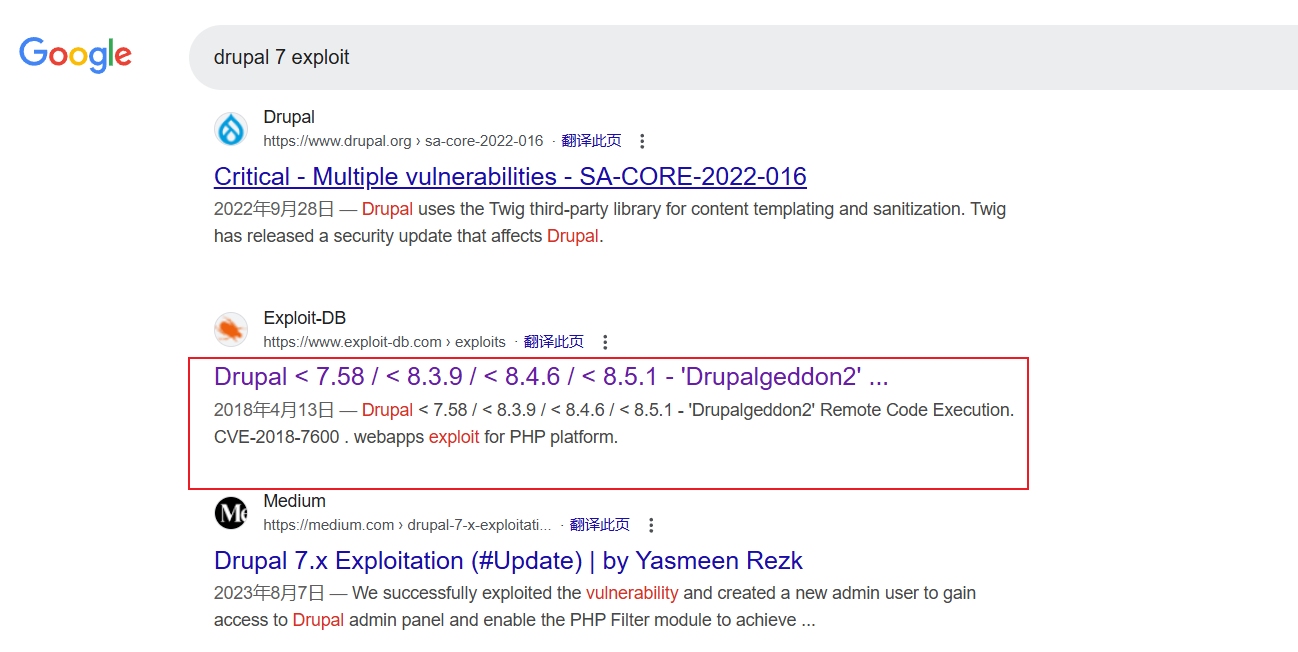 Google
drupal 7 exploit
Drupal
https://www.drupal.org › sa-core-2022-016 · 翻译此页
Critical - Multiple vulnerabilities - SA-CORE-2022-016
2022年9月28日 — Drupal uses the Twig third-party library for content templating and sanitization. Twig
has released a security update that affects Drupal.
Exploit-DB
https://www.exploit-db.com › exploits · 翻译此页
Drupal < 7.58 / < 8.3.9 / < 8.4.6 / < 8.5.1 - 'Drupalgeddon2' ...
2018年4月13日 — Drupal < 7.58 / < 8.3.9 / < 8.4.6 / < 8.5.1 - 'Drupalgeddon2' Remote Code Execution.
CVE-2018-7600 . webapps exploit for PHP platform.
Medium
https://medium.com › drupal-7-x-exploitati... · 翻译此页
Drupal 7.x Exploitation (#Update) | by Yasmeen Rezk
2023年8月7日 — We successfully exploited the vulnerability and created a new admin user to gain
access to Drupal admin panel and enable the PHP Filter module to achieve ...